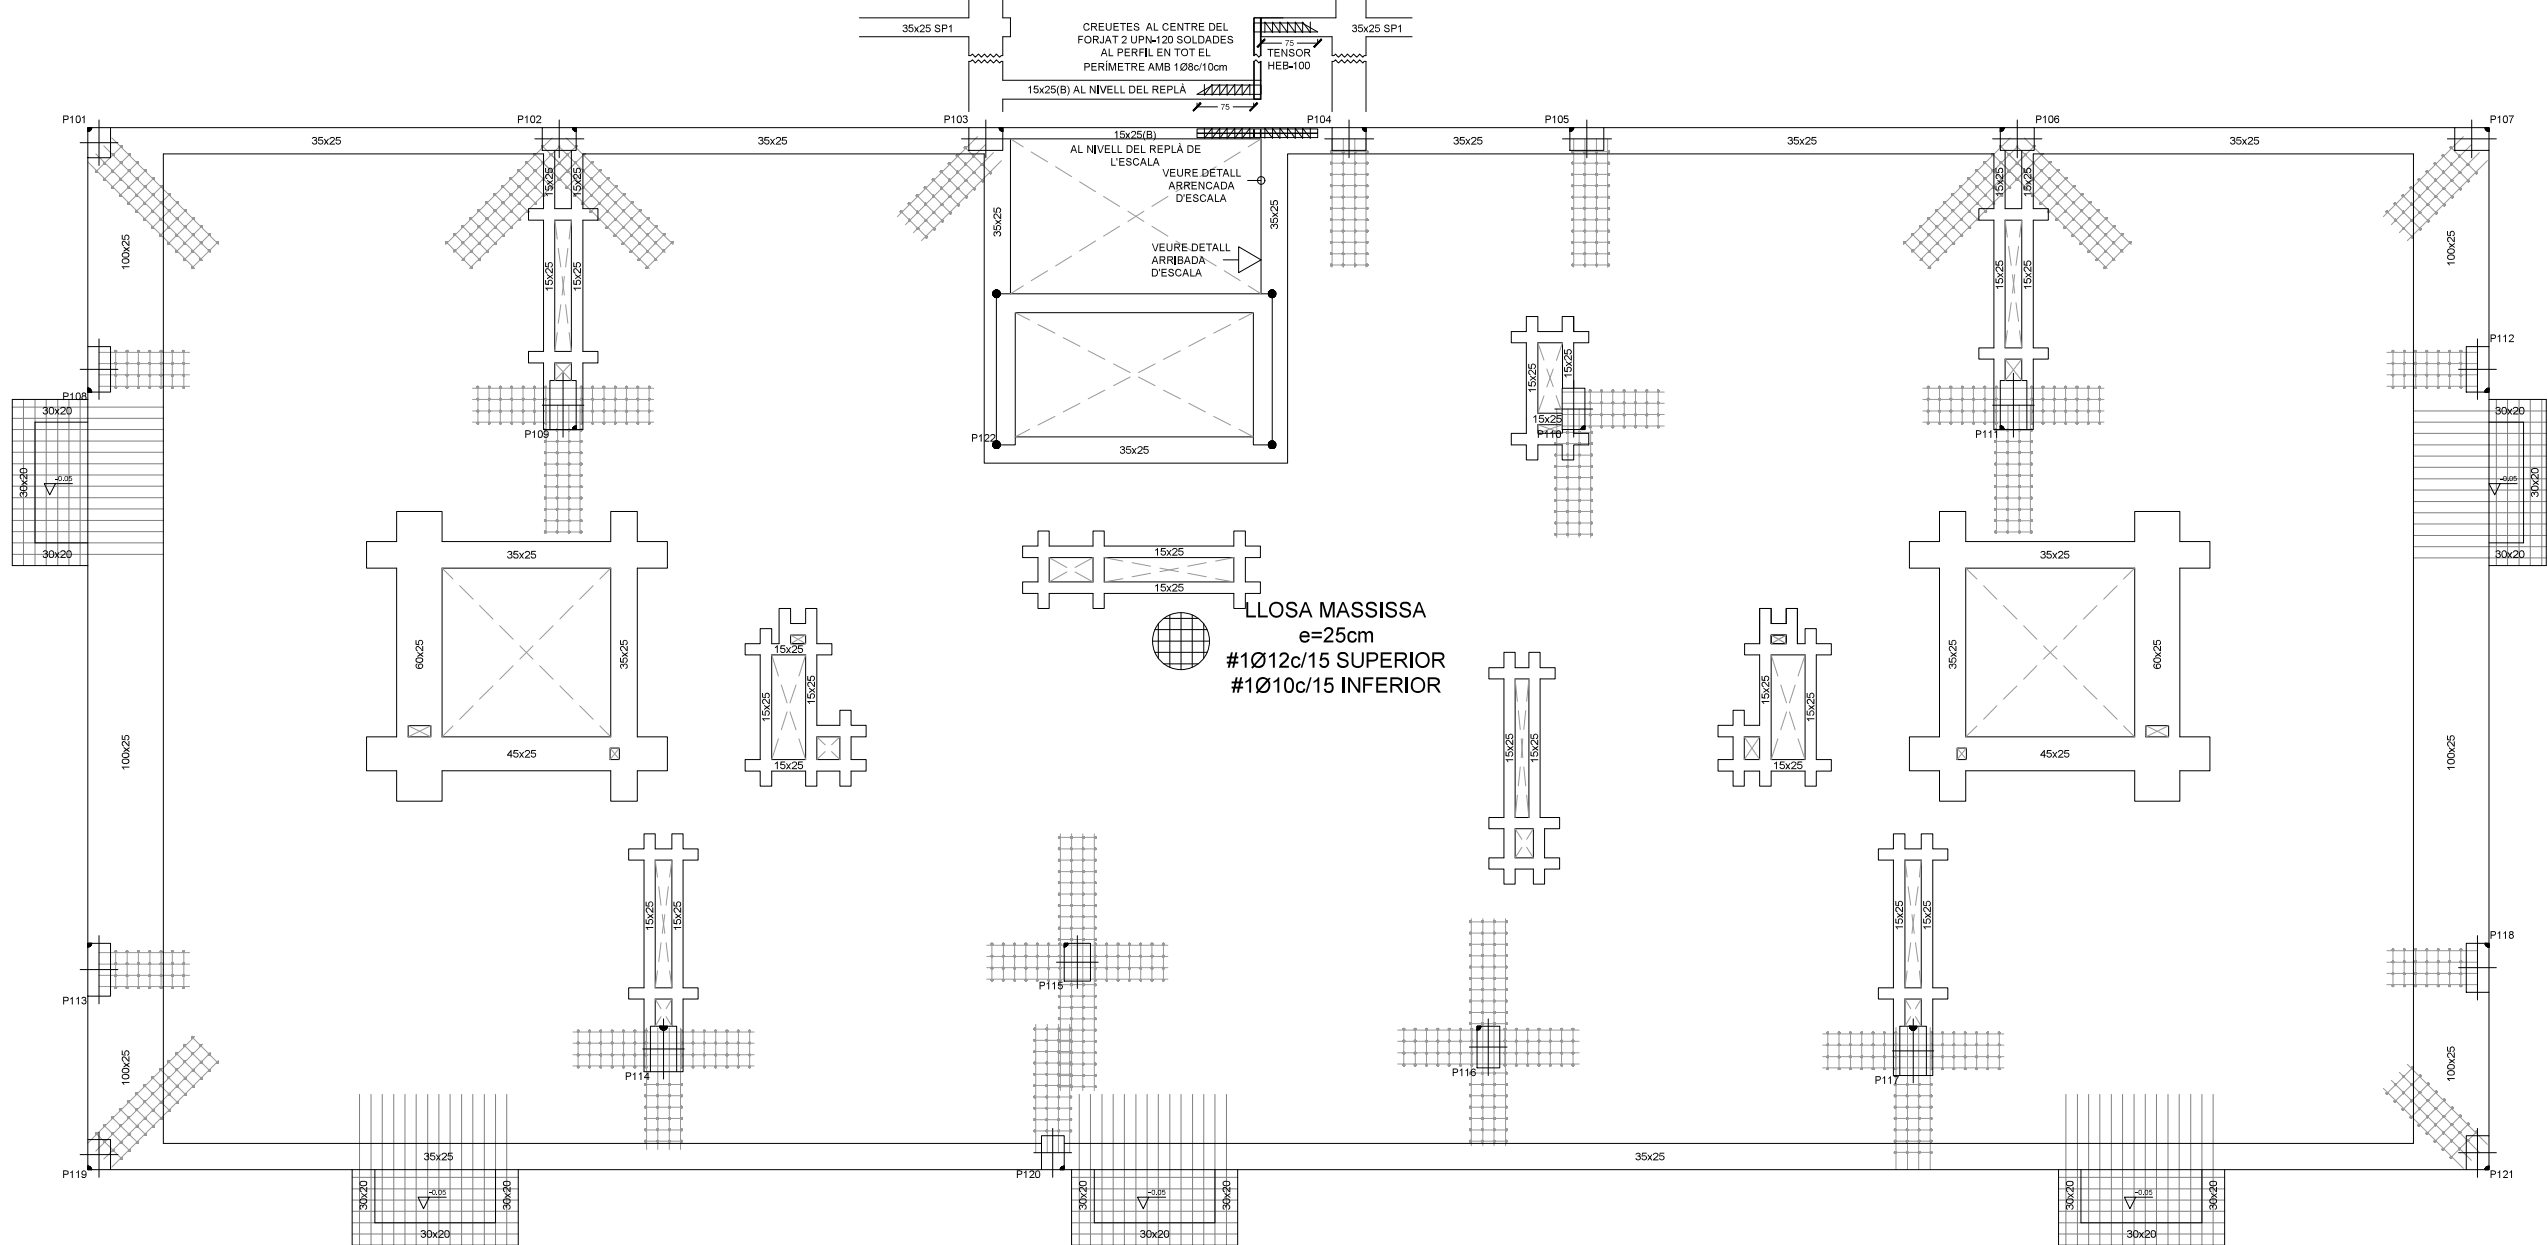 35x25 SP1
CREUETES AL CENTRE DEL
FORJAT 2 UPN-120 SOLDADES
AL PERFIL EN TOT EL
PERÍMETRE AMB 1Ø8c/10cm
75
TENSOR
HEB-100
35x25 SP1
15x25(B) AL NIVELL DEL REPLÀ
75
P101
P102
P103
P104
P105
P106
P107
35x25
35x25
15x25(B)
AL NIVELL DEL REPLÀ DE
L'ESCALA
35x25
35x25
35x25
VEURE DETALL
ARRENCADA
D'ESCALA
15x25
15x25
15x25
15x25
100x25
35x25
35x25
100x25
VEURE DETALL
ARRIBADA
D'ESCALA
15x25
15x25
15x25
15x25
P112
15x25
15x25
P108
30x20
30x20
15x25
P109
P122
P110
P111
35x25
30x20
-0.05
-0.05
30x20
30x20
35x25
15x25
35x25
30x20
15x25
LLOSA MASSISSA
e=25cm
#1Ø12c/15 SUPERIOR
#1Ø10c/15 INFERIOR
60x25
35x25
15x25
15x25
15x25
15x25
15x25
15x25
35x25
60x25
100x25
45x25
15x25
15x25
15x25
15x25
45x25
100x25
15x25
15x25
15x25
15x25
P118
P113
P115
100x25
P114
P116
P117
100x25
35x25
35x25
P119
P120
P121
30x20
-0.05
30x20
30x20
-0.05
30x20
30x20
-0.05
30x20
30x20
30x20
30x20